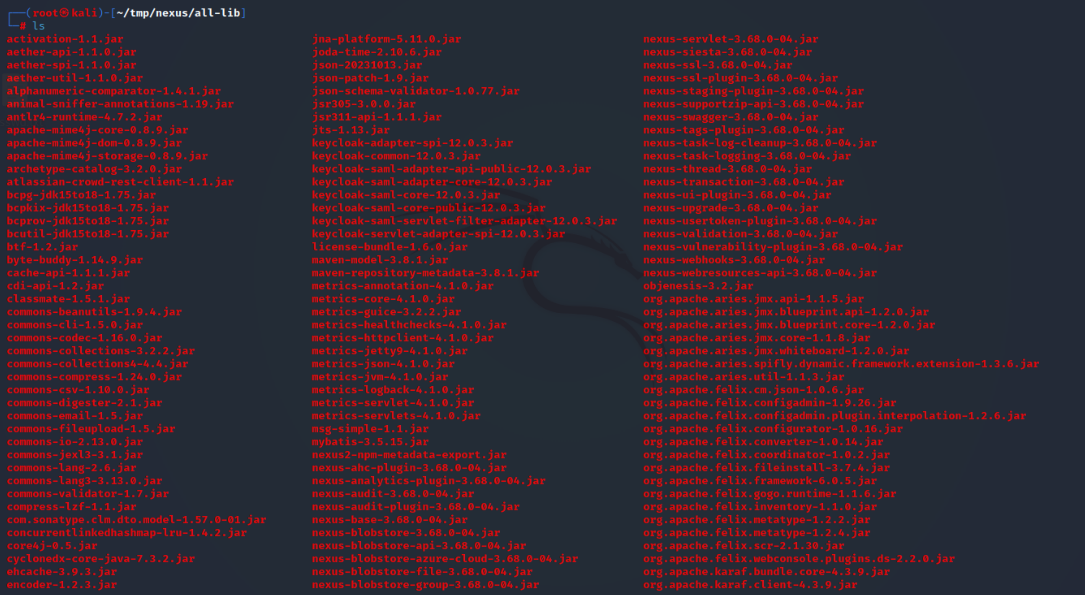 ┌──(root㉿kali)-[~/tmp/nexus/all-lib]
└─# ls
activation-1.1.jar jna-platform-5.11.0.jar nexus-servlet-3.68.0-04.jar
aether-api-1.1.0.jar joda-time-2.10.6.jar nexus-siesta-3.68.0-04.jar
aether-spi-1.1.0.jar json-20231013.jar nexus-ssl-3.68.0-04.jar
aether-util-1.1.0.jar json-patch-1.9.jar nexus-ssl-plugin-3.68.0-04.jar
alphanumeric-comparator-1.4.1.jar json-schema-validator-1.0.77.jar nexus-staging-plugin-3.68.0-04.jar
animal-sniffer-annotations-1.19.jar jsr305-3.0.0.jar nexus-supportzip-api-3.68.0-04.jar
antlr4-runtime-4.7.2.jar jsr311-api-1.1.1.jar nexus-swagger-3.68.0-04.jar
apache-mime4j-core-0.8.9.jar jts-1.13.jar nexus-tags-plugin-3.68.0-04.jar
apache-mime4j-dom-0.8.9.jar keycloak-adapter-spi-12.0.3.jar nexus-task-log-cleanup-3.68.0-04.jar
apache-mime4j-storage-0.8.9.jar keycloak-common-12.0.3.jar nexus-task-logging-3.68.0-04.jar
archetype-catalog-3.2.0.jar keycloak-saml-adapter-api-public-12.0.3.jar nexus-thread-3.68.0-04.jar
atlassian-crowd-rest-client-1.1.jar keycloak-saml-adapter-core-12.0.3.jar nexus-transaction-3.68.0-04.jar
bcpg-jdk15to18-1.75.jar keycloak-saml-core-12.0.3.jar nexus-ui-plugin-3.68.0-04.jar
bcpkix-jdk15to18-1.75.jar keycloak-saml-core-public-12.0.3.jar nexus-upgrade-3.68.0-04.jar
bcprov-jdk15to18-1.75.jar keycloak-saml-servlet-filter-adapter-12.0.3.jar nexus-usertoken-plugin-3.68.0-04.jar
bcutil-jdk15to18-1.75.jar keycloak-servlet-adapter-spi-12.0.3.jar nexus-validation-3.68.0-04.jar
btf-1.2.jar license-bundle-1.6.0.jar nexus-vulnerability-plugin-3.68.0-04.jar
byte-buddy-1.14.9.jar maven-model-3.8.1.jar nexus-webhooks-3.68.0-04.jar
cache-api-1.1.1.jar maven-repository-metadata-3.8.1.jar nexus-webresources-api-3.68.0-04.jar
cdi-api-1.2.jar metrics-annotation-4.1.0.jar objenesis-3.2.jar
classmate-1.5.1.jar metrics-core-4.1.0.jar org.apache.aries.jmx.api-1.1.5.jar
commons-beanutils-1.9.4.jar metrics-guice-3.2.2.jar org.apache.aries.jmx.blueprint.api-1.2.0.jar
commons-cli-1.5.0.jar metrics-healthchecks-4.1.0.jar org.apache.aries.jmx.blueprint.core-1.2.0.jar
commons-codec-1.16.0.jar metrics-httpclient-4.1.0.jar org.apache.aries.jmx.core-1.1.8.jar
commons-collections-3.2.2.jar metrics-jetty9-4.1.0.jar org.apache.aries.jmx.whiteboard-1.2.0.jar
commons-collections4-4.4.jar metrics-json-4.1.0.jar org.apache.aries.spifly.dynamic.framework.extension-1.3.6.jar
commons-compress-1.24.0.jar metrics-jvm-4.1.0.jar org.apache.aries.util-1.1.3.jar
commons-csv-1.10.0.jar metrics-logback-4.1.0.jar org.apache.felix.cm.json-1.0.6.jar
commons-digester-2.1.jar metrics-servlet-4.1.0.jar org.apache.felix.configadmin-1.9.26.jar
commons-email-1.5.jar metrics-servlets-4.1.0.jar org.apache.felix.configadmin.plugin.interpolation-1.2.6.jar
commons-fileupload-1.5.jar msg-simple-1.1.jar org.apache.felix.configurator-1.0.16.jar
commons-io-2.13.0.jar mybatis-3.5.15.jar org.apache.felix.converter-1.0.14.jar
commons-jexl3-3.1.jar nexus2-npm-metadata-export.jar org.apache.felix.coordinator-1.0.2.jar
commons-lang-2.6.jar nexus-ahc-plugin-3.68.0-04.jar org.apache.felix.fileinstall-3.7.4.jar
commons-lang3-3.13.0.jar nexus-analytics-plugin-3.68.0-04.jar org.apache.felix.framework-6.0.5.jar
commons-validator-1.7.jar nexus-audit-3.68.0-04.jar org.apache.felix.gogo.runtime-1.1.6.jar
compress-lzf-1.1.jar nexus-audit-plugin-3.68.0-04.jar org.apache.felix.inventory-1.1.0.jar
com.sonatype.clm.dto.model-1.57.0-01.jar nexus-base-3.68.0-04.jar org.apache.felix.metatype-1.2.2.jar
concurrentlinkedhashmap-lru-1.4.2.jar nexus-blobstore-3.68.0-04.jar org.apache.felix.metatype-1.2.4.jar
core4j-0.5.jar nexus-blobstore-api-3.68.0-04.jar org.apache.felix.scr-2.1.30.jar
cyclonedx-core-java-7.3.2.jar nexus-blobstore-azure-cloud-3.68.0-04.jar org.apache.felix.webconsole.plugins.ds-2.2.0.jar
ehcache-3.9.3.jar nexus-blobstore-file-3.68.0-04.jar org.apache.karaf.bundle.core-4.3.9.jar
encoder-1.2.3.jar nexus-blobstore-group-3.68.0-04.jar org.apache.karaf.client-4.3.9.jar